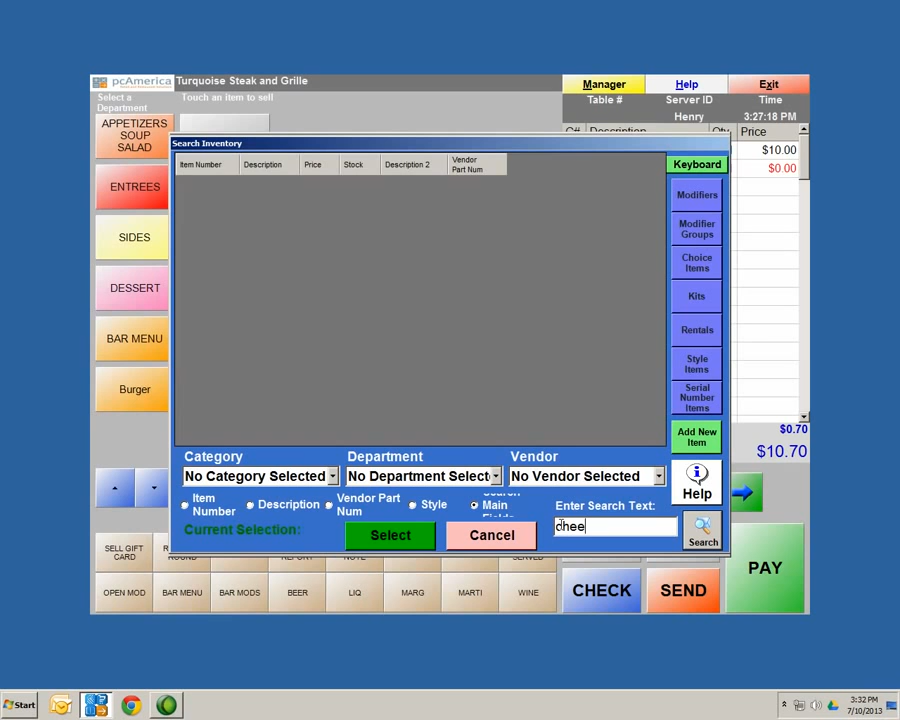 pcAmerica
Turquoise Steak and Grille
Manager
Help
Exit
Select a
Department
Touch an item to sell
Table #
Server ID
Time
Henry
3:27:18 PM
APPETIZERS
SOUP
SALAD
ENTREES
SIDES
DESSERT
BAR MENU
Burger
Description
Price
$10.00
$0.00
Search Inventory
Item Number
Description
Price
Stock
Description 2
Vendor
Part Num
Keyboard
Modifiers
Modifier
Groups
Choice
Items
Kits
Rentals
Style
Items
Serial
Number
Items
Add New
Item
Help
Category
Department
Vendor
No Category Selected
No Department Select
No Vendor Selected
Item
Number
Description
Vendor Part
Num
Style
Search
Main
Fields
Enter Search Text:
chee
Current Selection:
Select
Cancel
Search
$0.70
$10.70
SELL GIFT
CARD
OPEN MOD
BAR MENU
BAR MODS
BEER
LIQ
MARG
MARTI
WINE
CHECK
SEND
PAY
Start
3:32 PM
7/10/2013